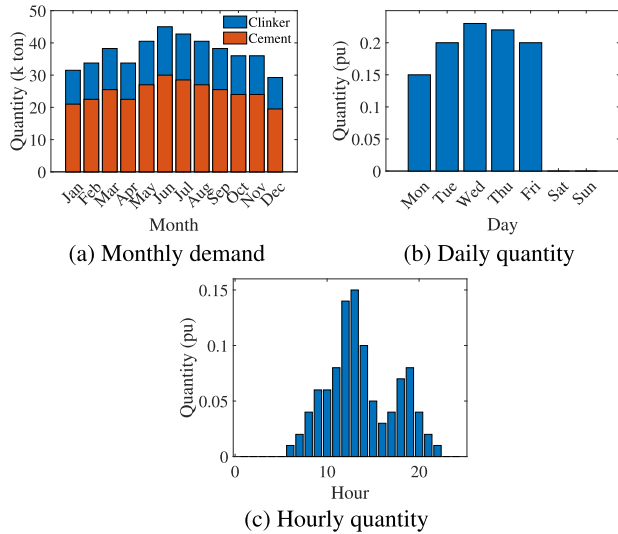 50
40
30
20
10
0
Quantity (k ton)
Clinker
Cement
Jan
Feb
Mar
Apr
May
Jun
Jul
Aug
Sep
Oct
Nov
Dec
Month
(a) Monthly demand
0.2
0.15
0.1
0.05
0
Quantity (pu)
Mon
Tue
Wed
Thu
Fri
Sat
Sun
Day
(b) Daily quantity
0.15
0.1
0.05
0
Quantity (pu)
0
10
20
Hour
(c) Hourly quantity